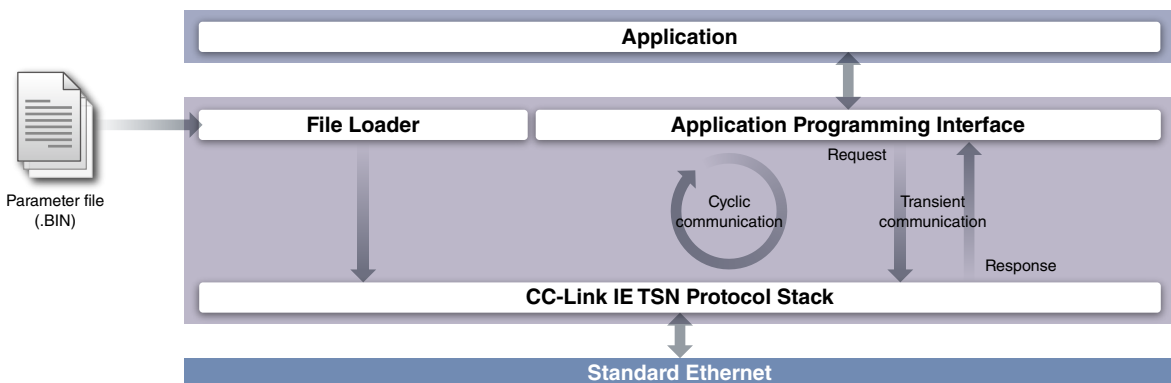 Application
File Loader
Application Programming Interface
Parameter file
(.BIN)
Request
Cyclic
communication
Transient
communication
Response
CC-Link IE TSN Protocol Stack
Standard Ethernet